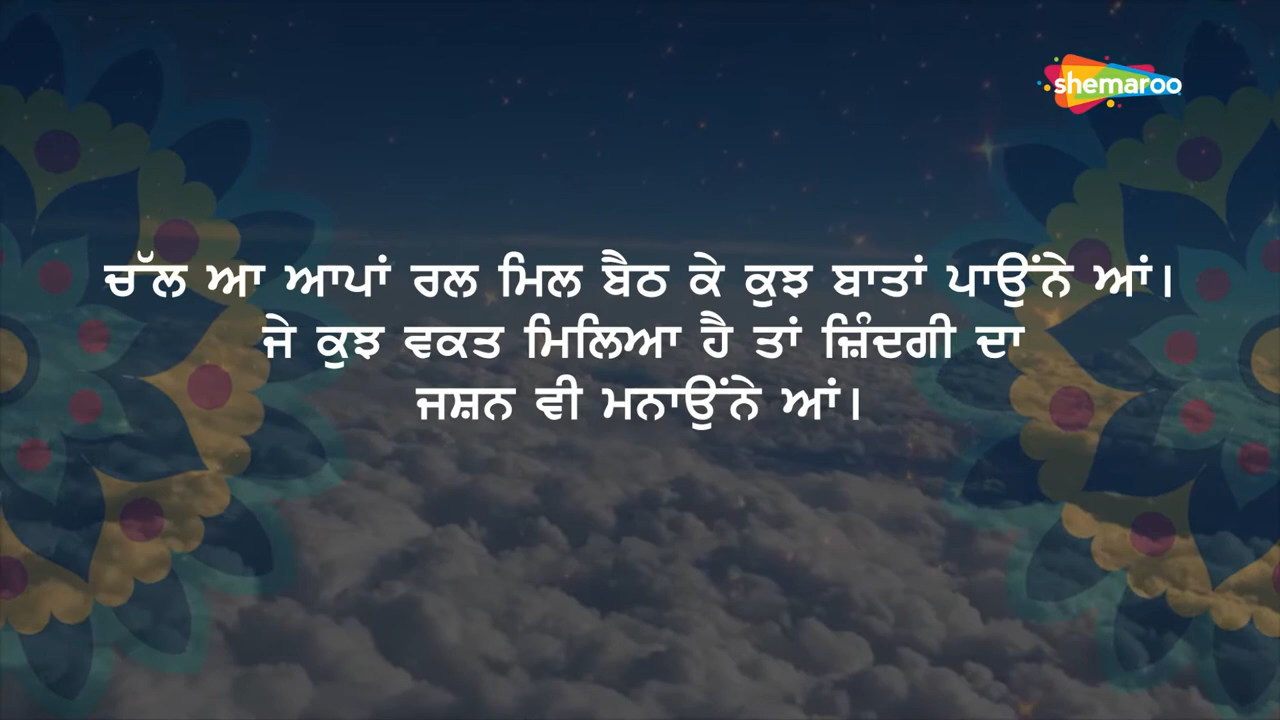 shemaroo
ਚੱਲ ਆ ਆਪਾਂ ਰਲ ਮਿਲ ਬੈਠ ਕੇ ਕੁਝ ਬਾਤਾਂ ਪਾਉਂਨੇ ਆਂ।
ਜੇ ਕੁਝ ਵਕਤ ਮਿਲਿਆ ਹੈ ਤਾਂ ਜ਼ਿੰਦਗੀ ਦਾ
ਜਸ਼ਨ ਵੀ ਮਨਾਉਂਨੇ ਆਂ।